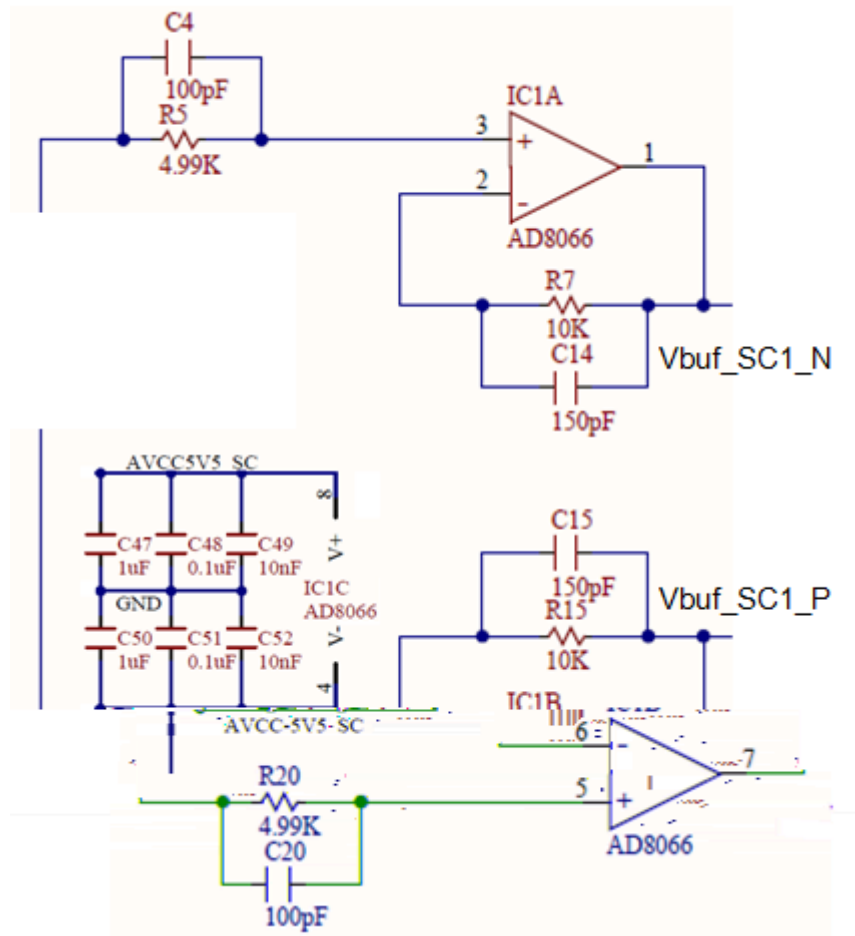 C4
100pF
R5
4.99K
IC1A
3
1
2
+
-
AD8066
R7
10K
C14
150pF
Vbuf_SC1_N
AVCC5V5_SC
8
V+
C47
1uF
C48
0.1uF
C49
10nF
IC1C
AD8066
GND
C50
1uF
C51
0.1uF
C52
10nF
V-
4
AVCC-5V5-SC
C15
150pF
R15
10K
Vbuf_SC1_P
IC1B
6
-
7
5
+
AD8066
R20
4.99K
C20
100pF